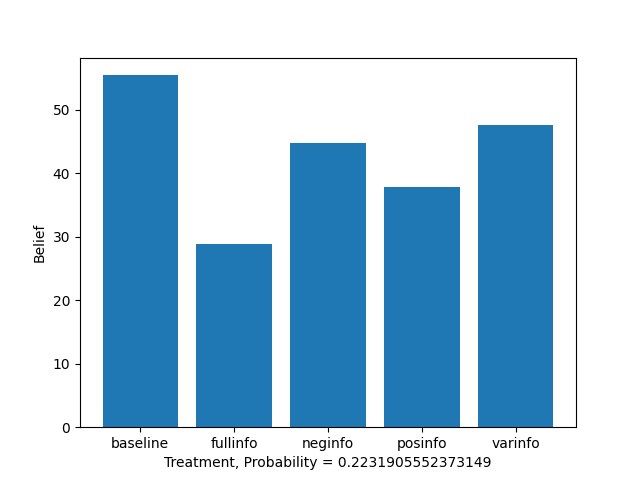 Belief
50
40
30
20
10
0
baseline fullinfo neginfo posinfo varinfo
Treatment, Probability = 0.2231905552373149